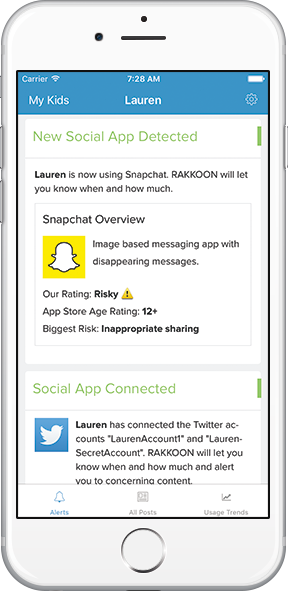 Carrier 7:28 AM
My Kids Lauren
New Social App Detected
Lauren is now using Snapchat. RAKKOON will let
you know when and how much.
Snapchat Overview
Image based messaging app with
disappearing messages.
Our Rating: Risky
App Store Age Rating: 12+
Biggest Risk: Inappropriate sharing
Social App Connected
Lauren has connected the Twitter ac-
counts "LaurenAccount1" and "Lauren-
SecretAccount". RAKKOON will let you
know when and how much and alert
you to concerning content.
Alerts All Posts Usage Trends